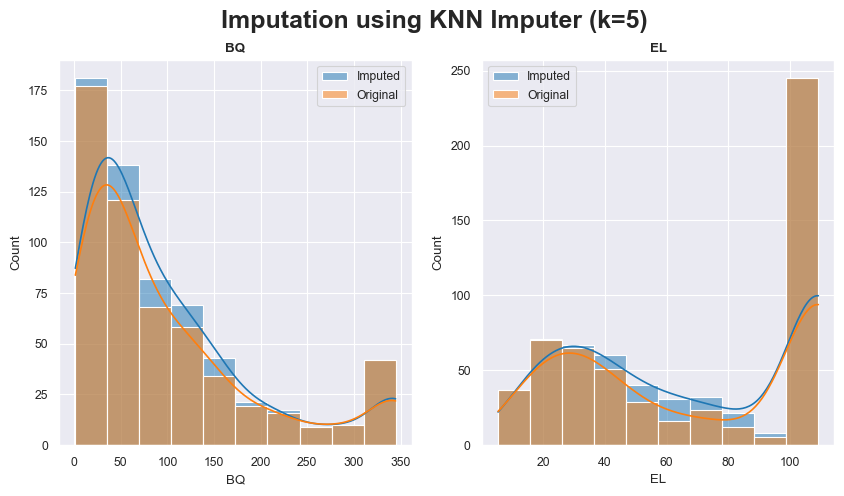 Imputation using KNN Imputer (k=5)
BQ
EL
Imputed
Original
Imputed
Original
175
150
125
100
75
50
25
0
Count
0 50 100 150 200 250 300 350
BQ
250
200
150
100
50
0
Count
20 40 60 80 100
EL